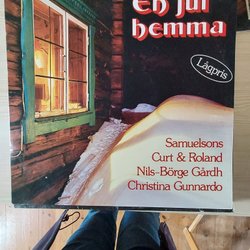 En jul
hemma
Lågpris
Samuelsons
Curt & Roland
Nils-Börge Gårdh
Christina Gunnardo